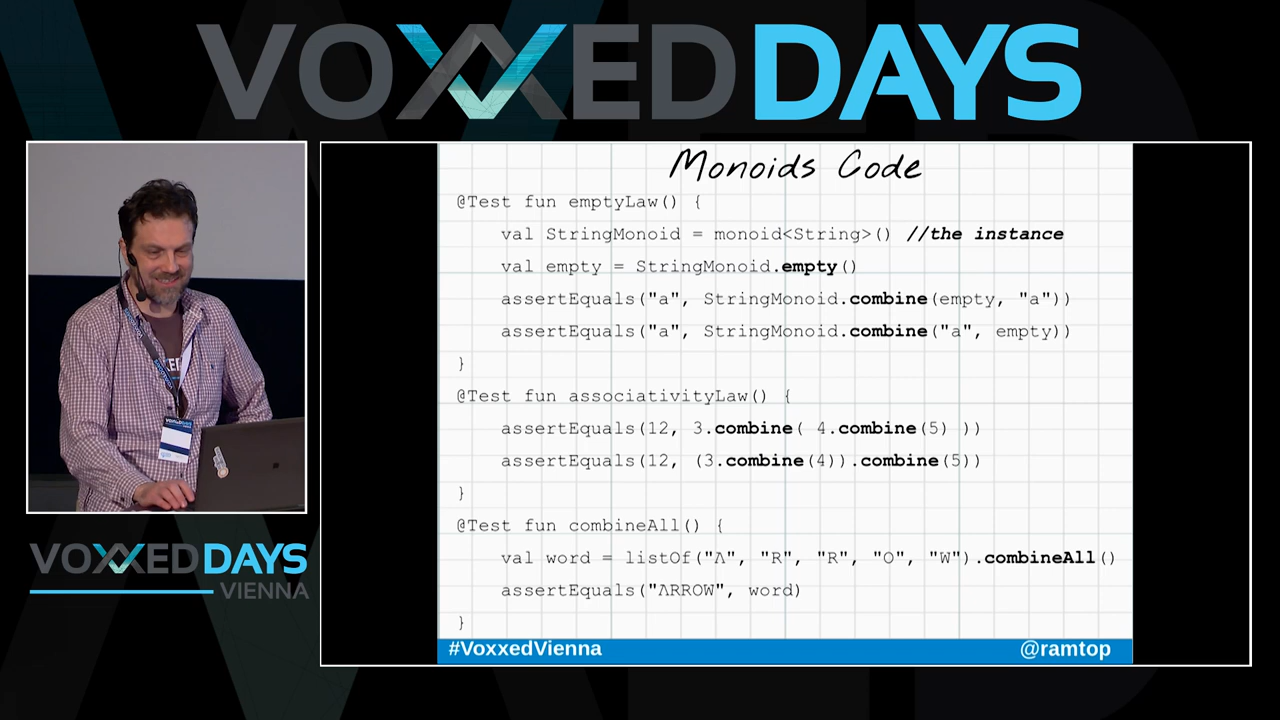 VOXXED DAYS
Monoids Code
@Test fun emptyLaw() {
val StringMonoid = monoid<String>() //the instance
val empty = StringMonoid.empty()
assertEquals("a", StringMonoid.combine(empty, "a"))
assertEquals("a", StringMonoid.combine("a", empty))
}
@Test fun associativityLaw() {
assertEquals(12, 3.combine( 4.combine(5) ))
assertEquals(12, (3.combine(4)).combine(5))
}
@Test fun combineAll() {
val word = listOf("Λ", "R", "R", "O", "W").combineAll()
assertEquals("ΛRROW", word)
}
#VoxxedVienna @ramtop
VOXXED DAYS
VIENNA